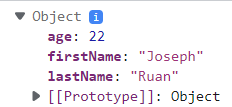 Object i
age: 22
firstName: "Joseph"
lastName: "Ruan"
[[Prototype]]: Object